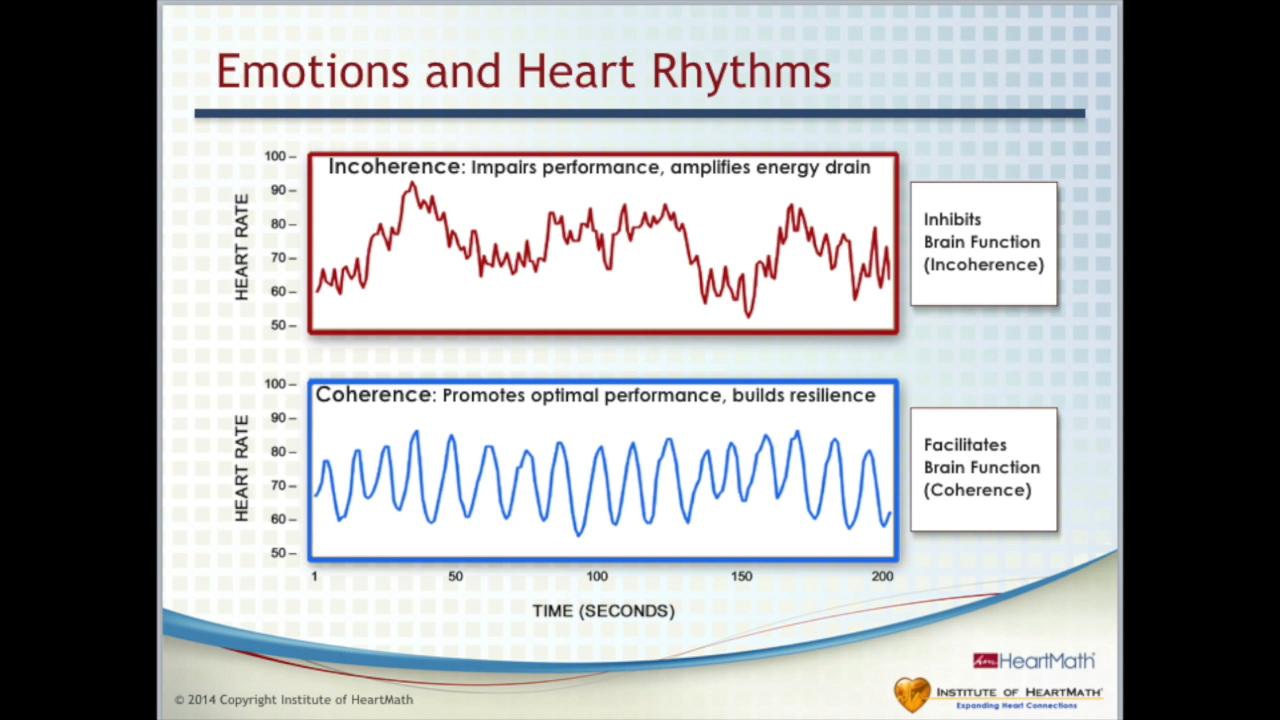 Emotions and Heart Rhythms
Incoherence: Impairs performance, amplifies energy drain
HEART RATE
100
90
80
70
60
50
Inhibits
Brain Function
(Incoherence)
Coherence: Promotes optimal performance, builds resilience
HEART RATE
100
90
80
70
60
50
Facilitates
Brain Function
(Coherence)
1 50 100 150 200
TIME (SECONDS)
hm HeartMath®
© 2014 Copyright Institute of HeartMath
INSTITUTE OF HEARTMATH®
Expanding Heart Connections